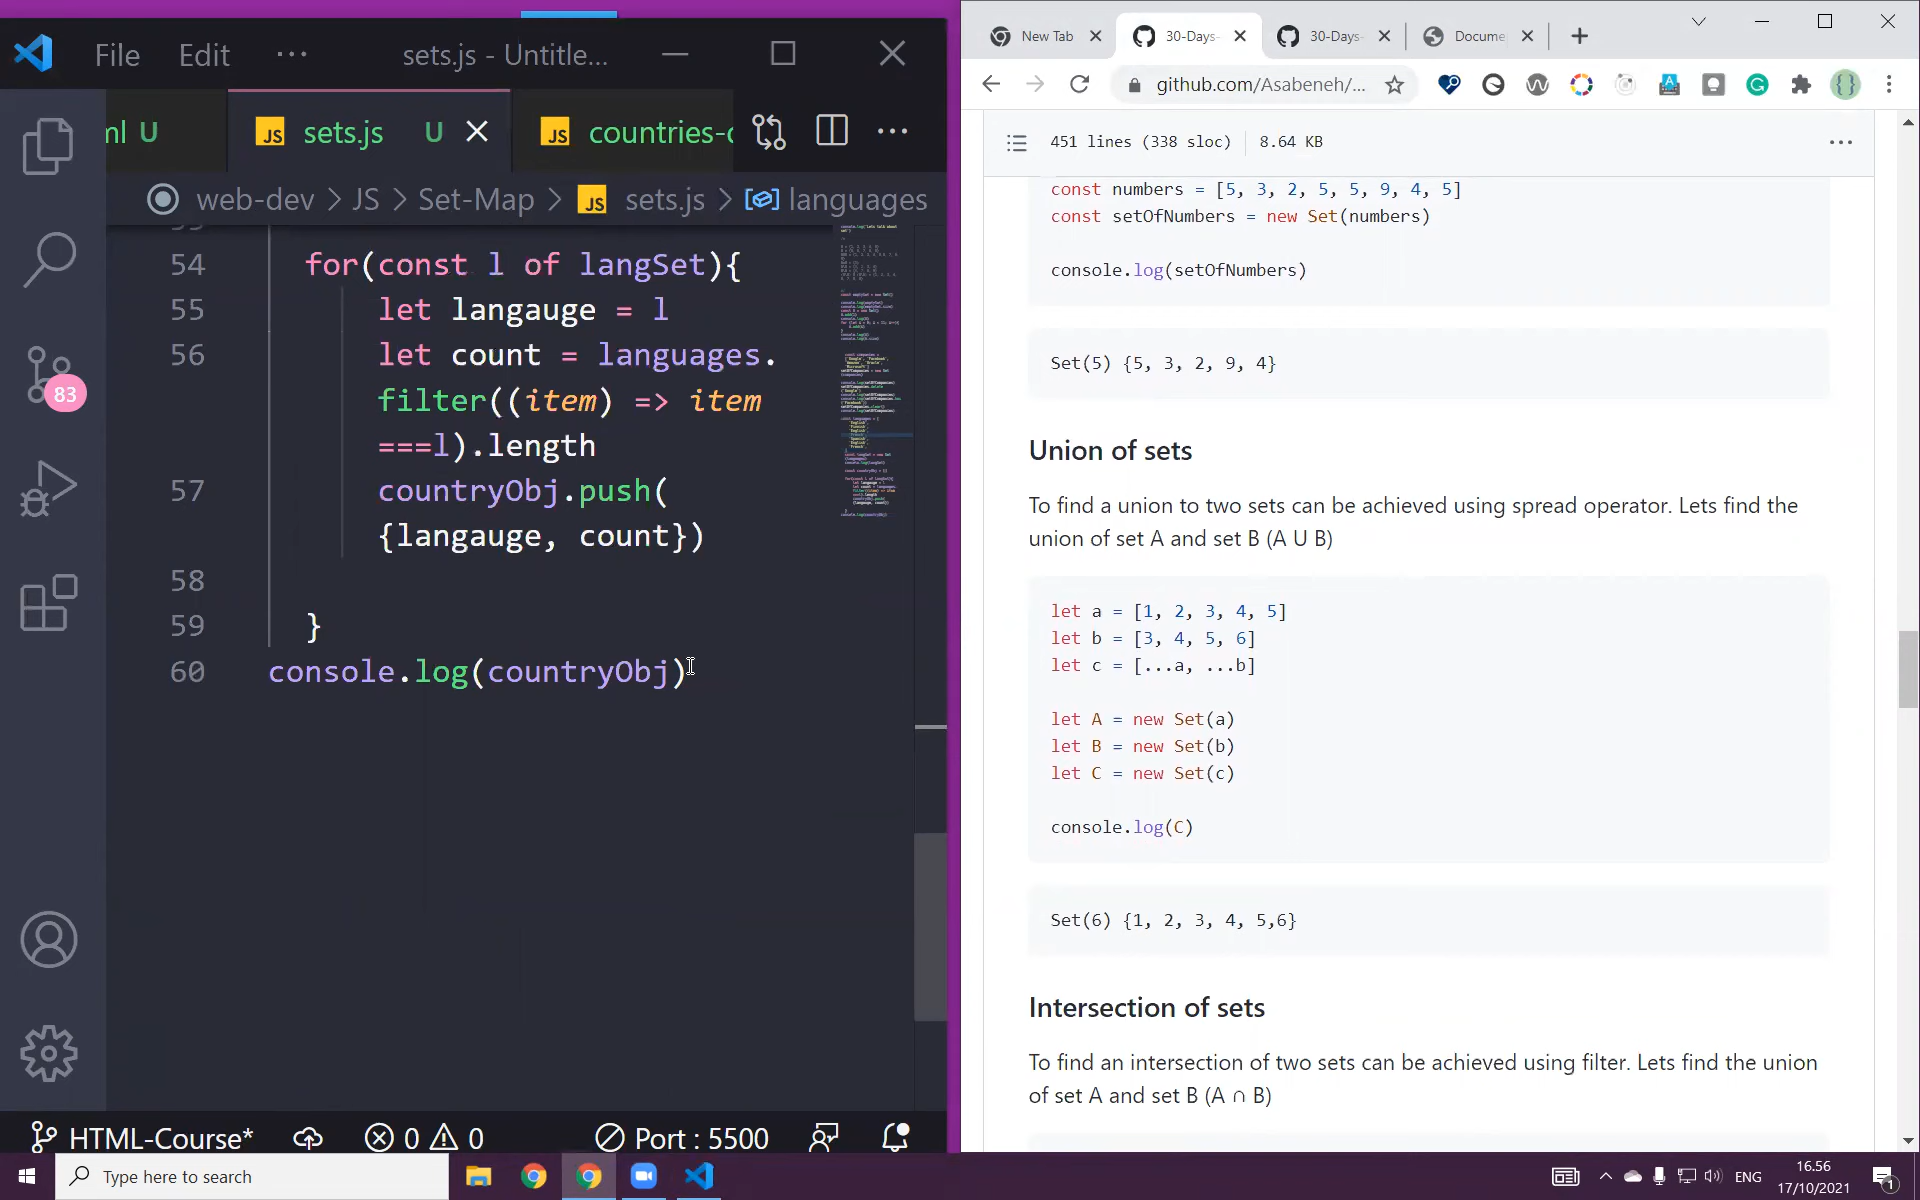 File Edit ··· sets.js - Untitle...
ml U JS sets.js U JS countries-c ···
web-dev > JS > Set-Map > JS sets.js > languages
54 for(const l of langSet){
55 let langauge = l
56 let count = languages.
filter((item) => item
===l).length
57 countryObj.push(
{langauge, count})
58
59 }
60 console.log(countryObj)
83
HTML-Course* 0 0 Port : 5500
New Tab 30-Days- 30-Days- Docume
github.com/Asabeneh/...
451 lines (338 sloc) 8.64 KB
const numbers = [5, 3, 2, 5, 5, 9, 4, 5]
const setOfNumbers = new Set(numbers)
console.log(setOfNumbers)
Set(5) {5, 3, 2, 9, 4}
Union of sets
To find a union to two sets can be achieved using spread operator. Lets find the
union of set A and set B (A U B)
let a = [1, 2, 3, 4, 5]
let b = [3, 4, 5, 6]
let c = [...a, ...b]
let A = new Set(a)
let B = new Set(b)
let C = new Set(c)
console.log(C)
Set(6) {1, 2, 3, 4, 5,6}
Intersection of sets
To find an intersection of two sets can be achieved using filter. Lets find the union
of set A and set B (A ∩ B)
Type here to search
ENG
16.56
17/10/2021
1